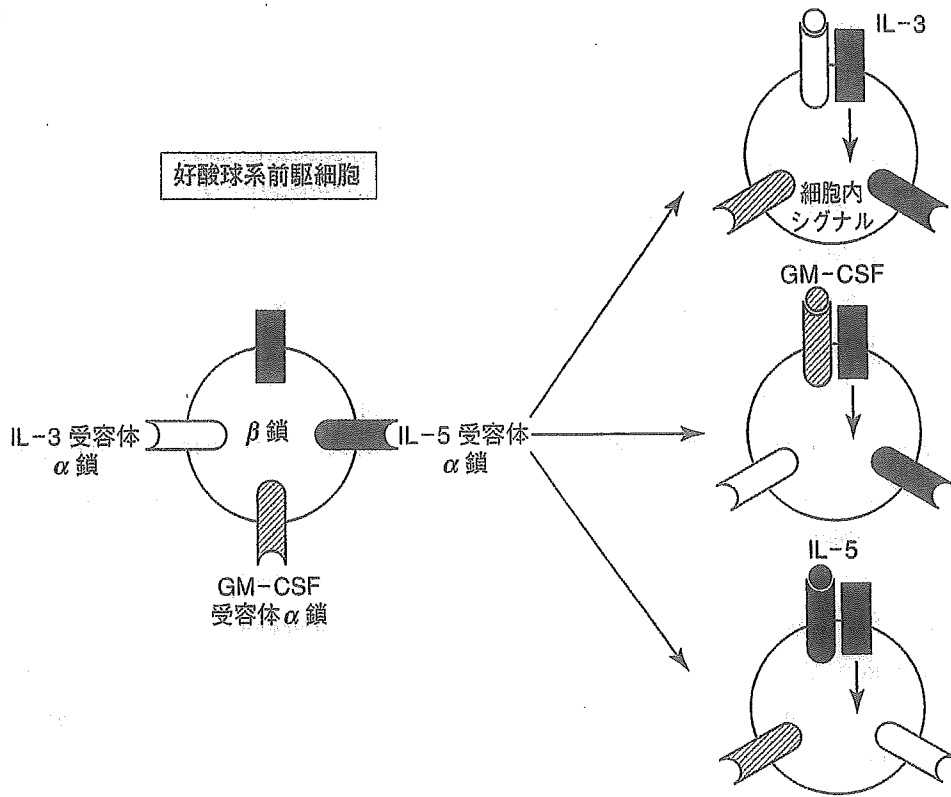 好酸球系前駆細胞
IL-3 受容体
α 鎖
β 鎖
IL-5 受容体
α 鎖
GM-CSF
受容体 α 鎖
IL-3
細胞内
シグナル
GM-CSF
IL-5